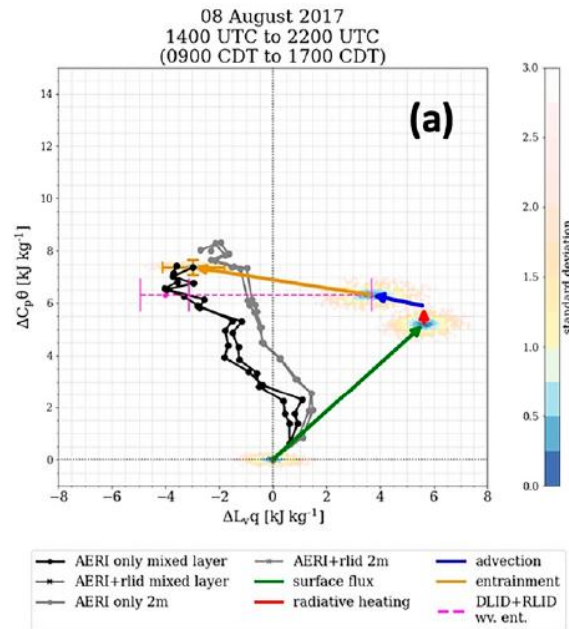 08 August 2017
1400 UTC to 2200 UTC
(0900 CDT to 1700 CDT)
(a)
ΔCpθ [kJ kg⁻¹]
14
12
10
8
6
4
2
0
−8 −6 −4 −2 0 2 4 6 8
ΔLᵥq [kJ kg⁻¹]
3.0
2.5
2.0
1.5
1.0
0.5
0.0
standard deviation
AERI only mixed layer
AERI+rlid mixed layer
AERI only 2m
AERI+rlid 2m
surface flux
radiative heating
advection
entrainment
DLID+RLID
wv. ent.